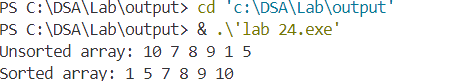 PS C:\DSA\Lab\output> cd 'c:\DSA\Lab\output'
PS C:\DSA\Lab\output> & .\'lab 24.exe'
Unsorted array: 10 7 8 9 1 5
Sorted array: 1 5 7 8 9 10